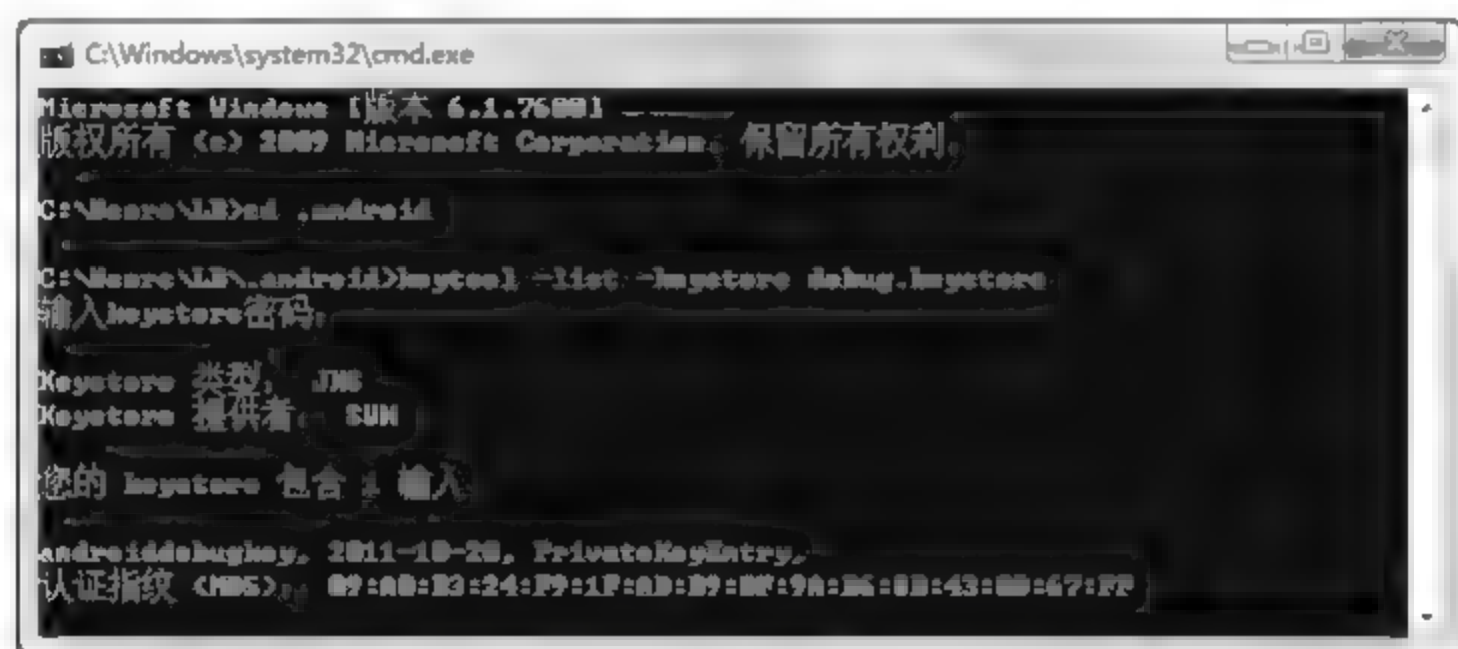 C:\Windows\system32\cmd.exe
Microsoft Windows [版本 6.1.7600]
版权所有 (c) 2009 Microsoft Corporation。保留所有权利。
C:\Users\LR>cd .android
C:\Users\LR\.android>keytool -list -keystore debug.keystore
输入keystore密码:
Keystore 类型: JKS
Keystore 提供者: SUN
您的 keystore 包含 1 输入
androiddebugkey, 2011-10-20, PrivateKeyEntry,
认证指纹 (MD5):